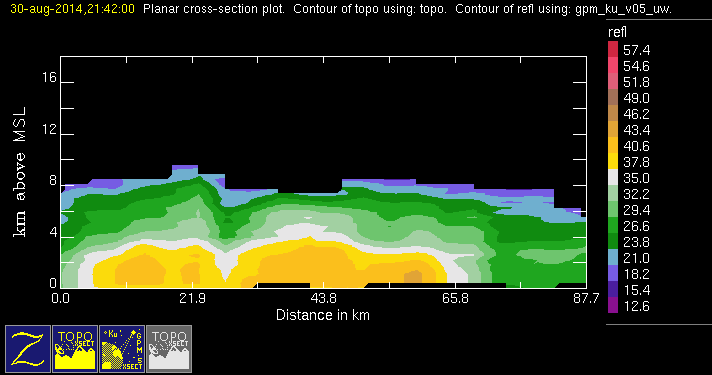 30-aug-2014,21:42:00 Planar cross-section plot. Contour of topo using: topo. Contour of refl using: gpm_ku_v05_uw.
refl
57.4
54.6
51.8
49.0
46.2
43.4
40.6
37.8
35.0
32.2
29.4
26.6
23.8
21.0
18.2
15.4
12.6
km above MSL
16
12
8
4
0
0.0 21.9 43.8 65.8 87.7
Distance in km
Z
TOPO
XSECT
"Ku"
GPM'S
XSECT
TOPO
XSECT